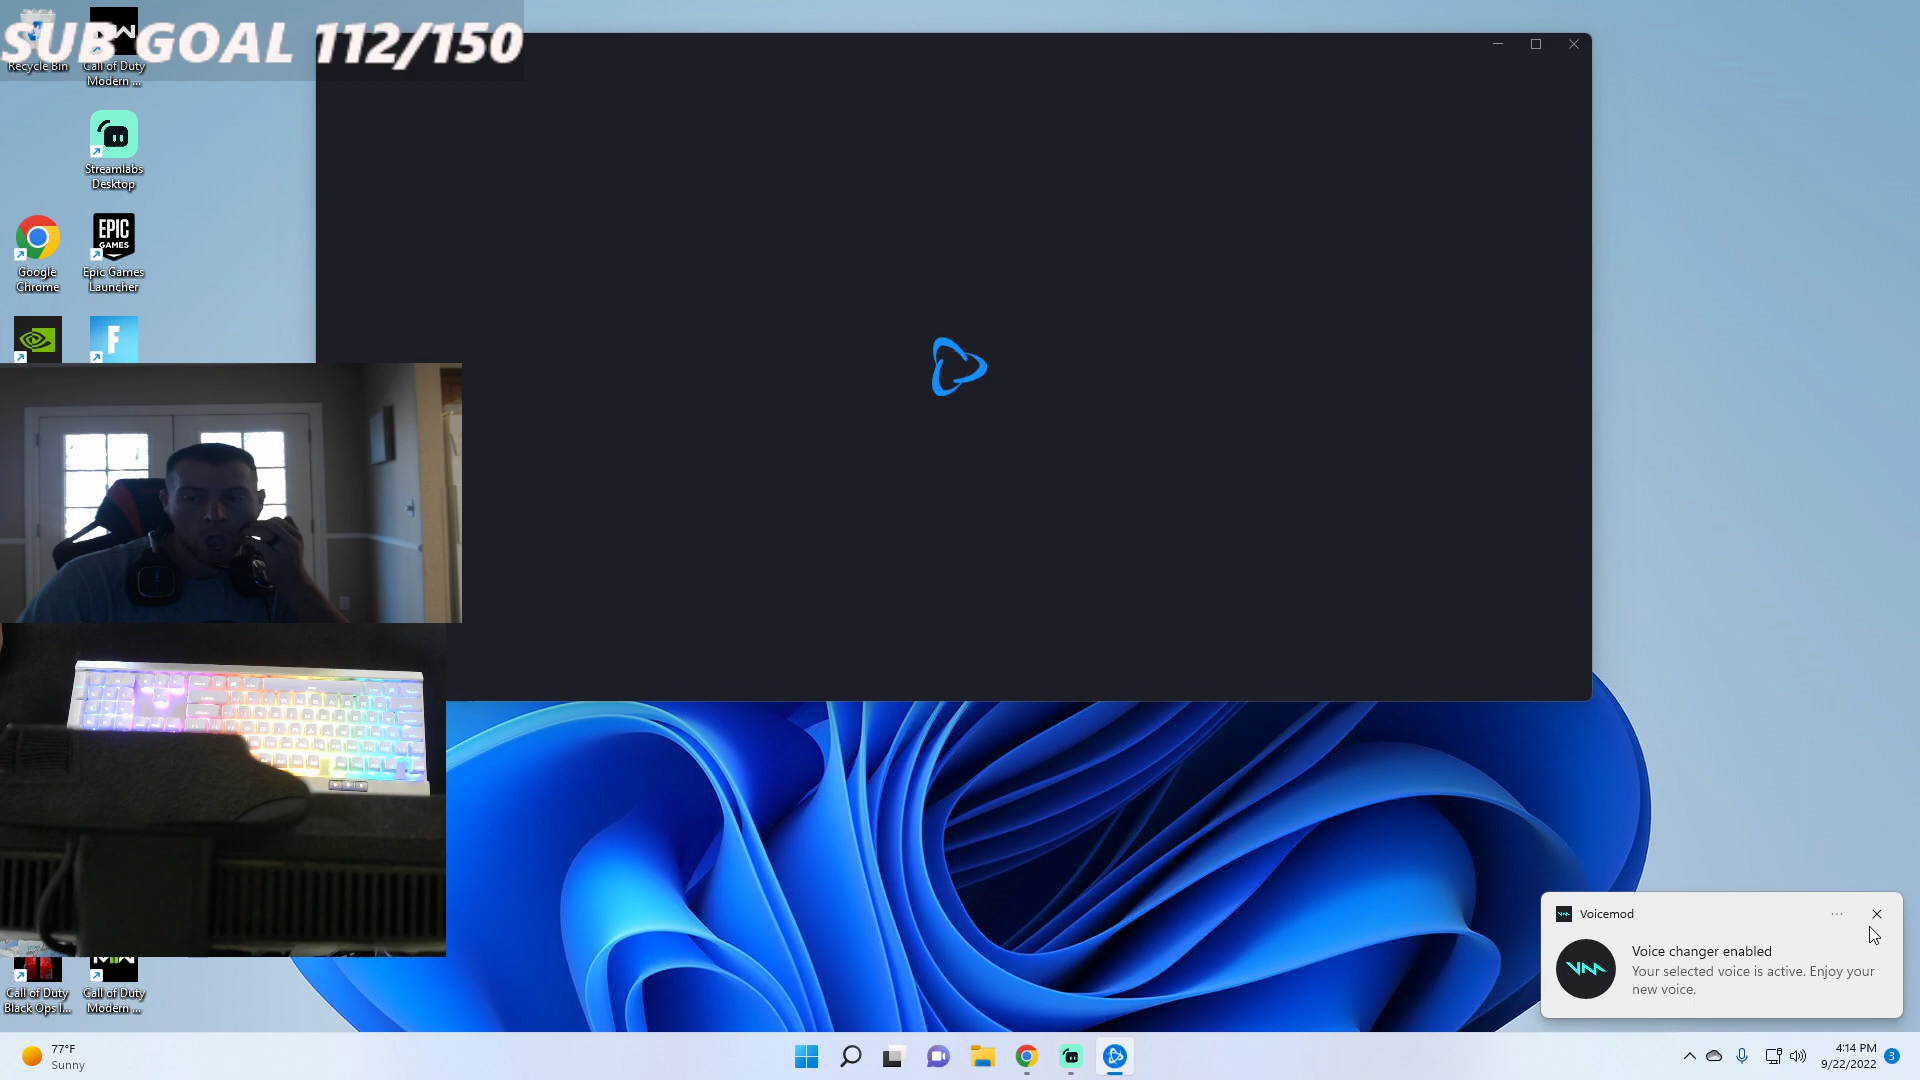 SUB GOAL 112/150
Recycle Bin
Call of Duty
Modern ...
Streamlabs
Desktop
Google
Chrome
EPIC
GAMES
Epic Games
Launcher
F
Call of Duty
Black Ops I...
Call of Duty
Modern ...
Voicemod
Voice changer enabled
Your selected voice is active. Enjoy your
new voice.
77°F
Sunny
4:14 PM
9/22/2022
3